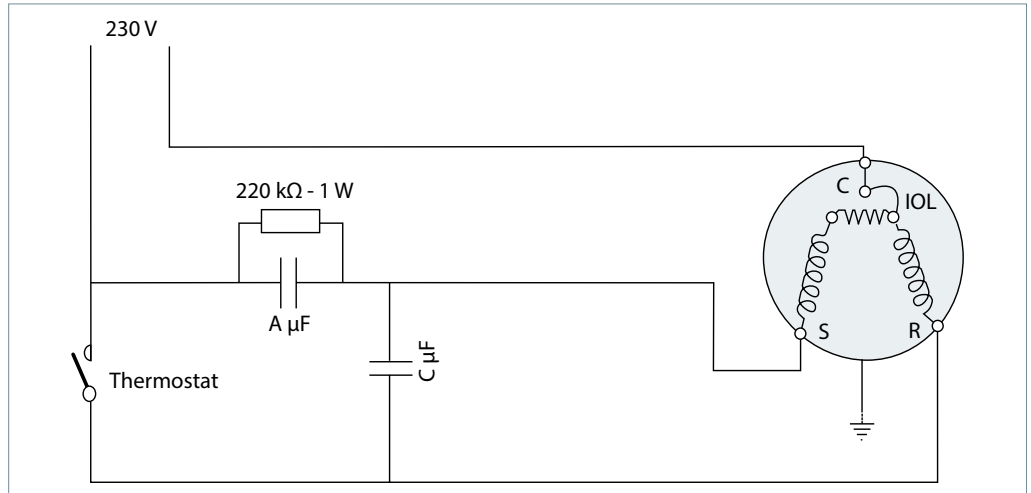 230 V
220 kΩ - 1 W
C
IOL
A µF
S
R
C µF
Thermostat